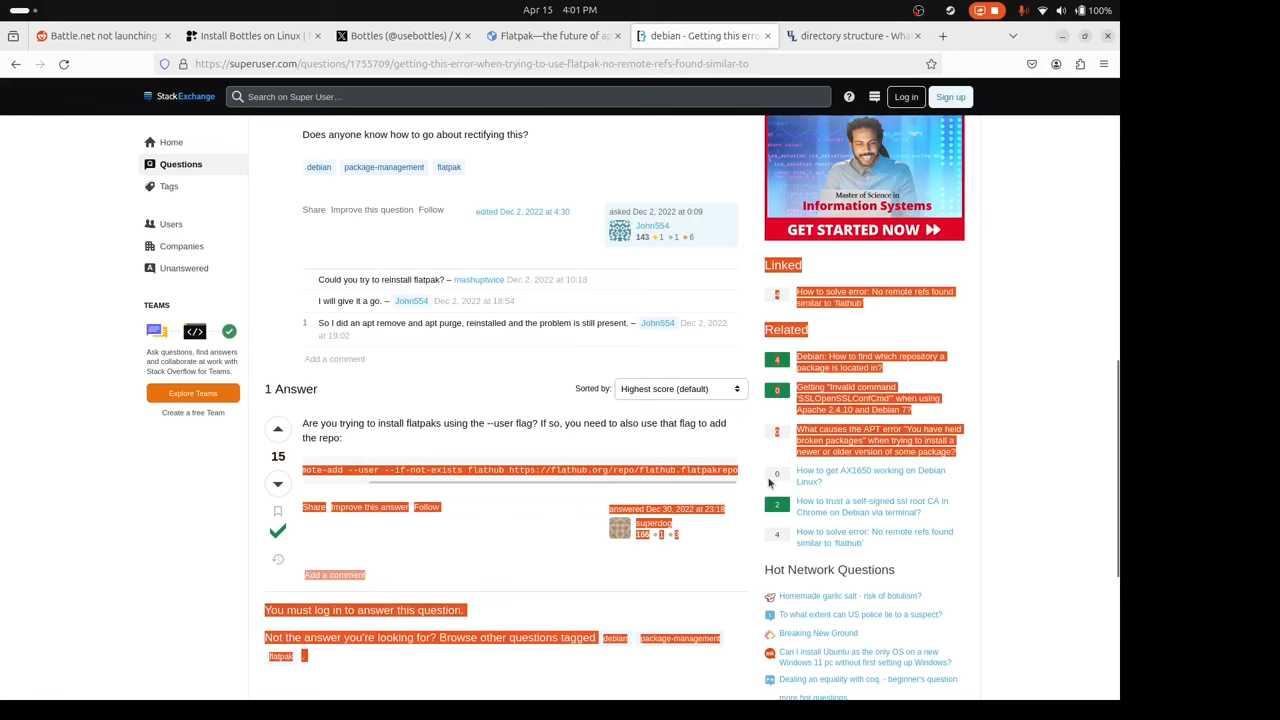 Apr 15 4:01 PM
100%
Battle.net not launching
Install Bottles on Linux |
Bottles (@usebottles) / X
Flatpak—the future of ap
debian - Getting this erro
directory structure - Wha
https://superuser.com/questions/1755709/getting-this-error-when-trying-to-use-flatpak-no-remote-refs-found-similar-to
StackExchange
Search on Super User…
Log in
Sign up
Home
Questions
Tags
Users
Companies
Unanswered
TEAMS
Ask questions, find answers
and collaborate at work with
Stack Overflow for Teams.
Explore Teams
Create a free Team
Does anyone know how to go about rectifying this?
debian package-management flatpak
Share Improve this question Follow
edited Dec 2, 2022 at 4:30
asked Dec 2, 2022 at 0:09
John554
143 1 1 6
Could you try to reinstall flatpak? – mashuptwice Dec 2, 2022 at 10:18
I will give it a go. – John554 Dec 2, 2022 at 18:54
1 So I did an apt remove and apt purge, reinstalled and the problem is still present. – John554 Dec 2, 2022
at 19:02
Add a comment
1 Answer
Sorted by: Highest score (default)
15
Are you trying to install flatpaks using the --user flag? If so, you need to also use that flag to add
the repo:
mote-add --user --if-not-exists flathub https://flathub.org/repo/flathub.flatpakrepo
Share Improve this answer Follow
answered Dec 30, 2022 at 23:18
superdog
166 1 3
Add a comment
You must log in to answer this question.
Not the answer you're looking for? Browse other questions tagged debian package-management
flatpak .
Master of Science in
Information Systems
GET STARTED NOW
Linked
4 How to solve error: No remote refs found
similar to 'flathub'
Related
4 Debian: How to find which repository a
package is located in?
0 Getting "Invalid command
'SSLOpenSSLConfCmd'" when using
Apache 2.4.10 and Debian 7?
0 What causes the APT error "You have held
broken packages" when trying to install a
newer or older version of some package?
0 How to get AX1650 working on Debian
Linux?
2 How to trust a self-signed ssl root CA in
Chrome on Debian via terminal?
4 How to solve error: No remote refs found
similar to 'flathub'
Hot Network Questions
Homemade garlic salt - risk of botulism?
To what extent can US police lie to a suspect?
Breaking New Ground
Can I install Ubuntu as the only OS on a new
Windows 11 pc without first setting up Windows?
Dealing an equality with coq. - beginner's question
more hot questions